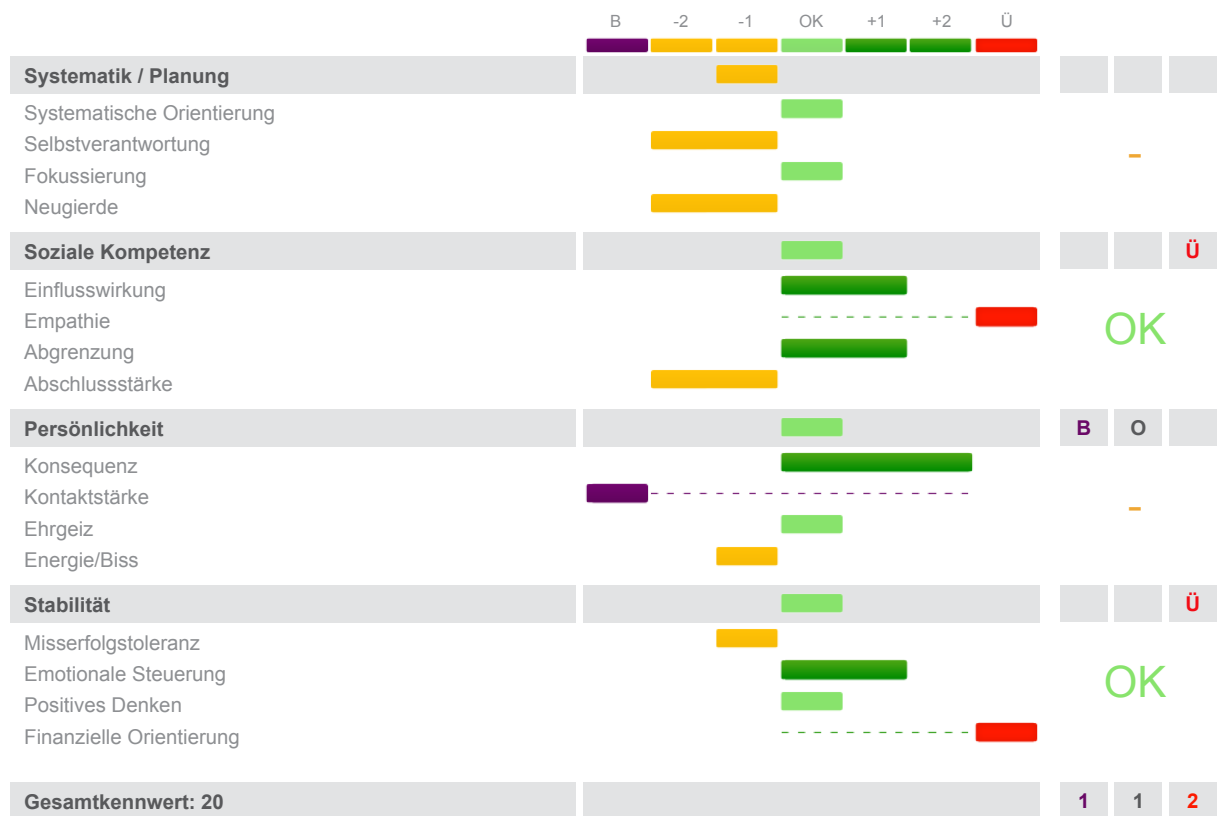 B -2 -1 OK +1 +2 Ü
Systematik / Planung
Systematische Orientierung
Selbstverantwortung
-
Fokussierung
Neugierde
Soziale Kompetenz Ü
Einflusswirkung
Empathie
OK
Abgrenzung
Abschlussstärke
Persönlichkeit B O
Konsequenz
Kontaktstärke
-
Ehrgeiz
Energie/Biss
Stabilität Ü
Misserfolgstoleranz
Emotionale Steuerung
OK
Positives Denken
Finanzielle Orientierung
Gesamtkennwert: 20 1 1 2